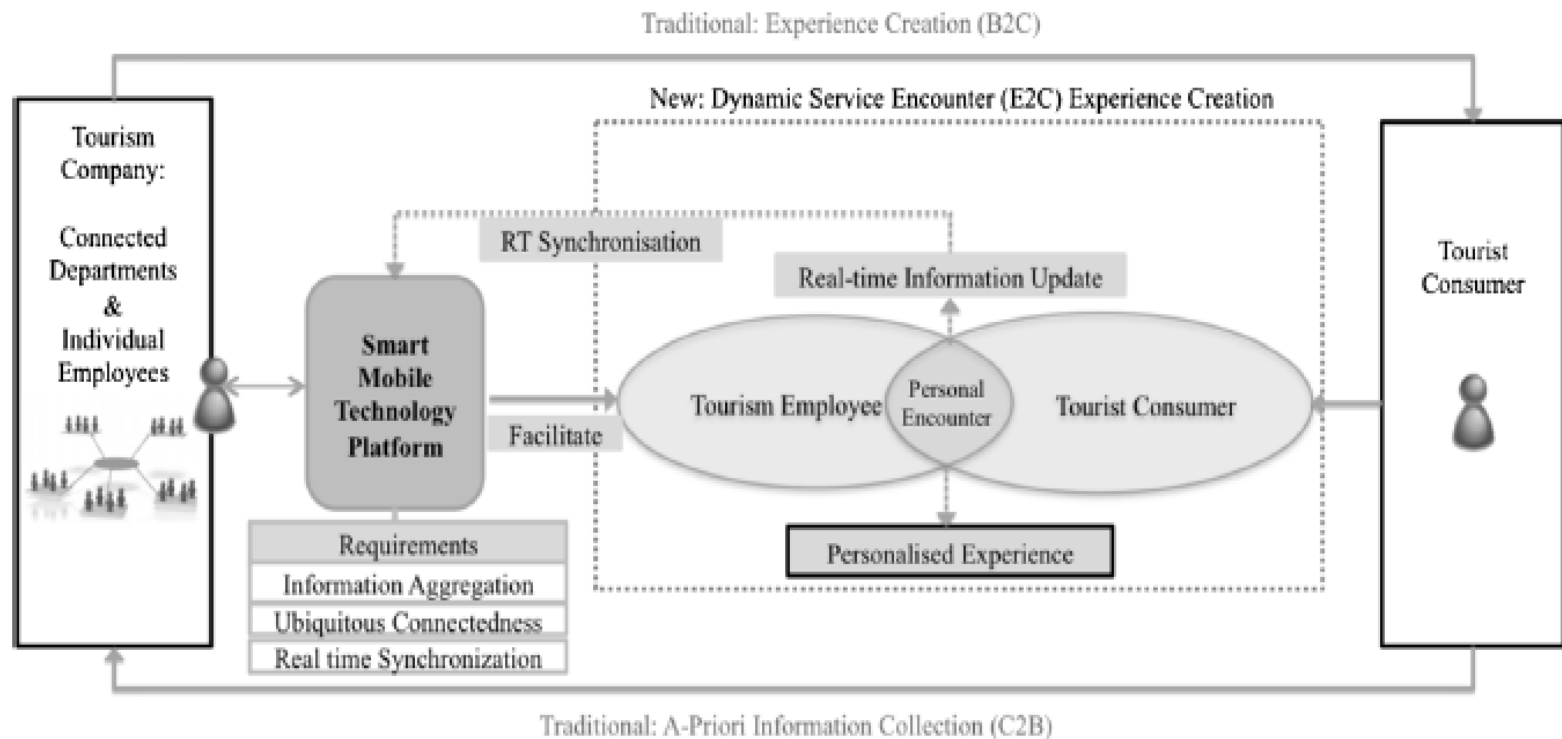 Traditional: Experience Creation (B2C)
New: Dynamic Service Encounter (E2C) Experience Creation
Tourism
Company:
Connected
Departments
&
Individual
Employees
RT Synchronisation
Real-time Information Update
Smart
Mobile
Technology
Platform
Facilitate
Tourism Employee
Personal
Encounter
Tourist Consumer
Tourist
Consumer
Personalised Experience
Requirements
Information Aggregation
Ubiquitous Connectedness
Real time Synchronization
Traditional: A-Priori Information Collection (C2B)